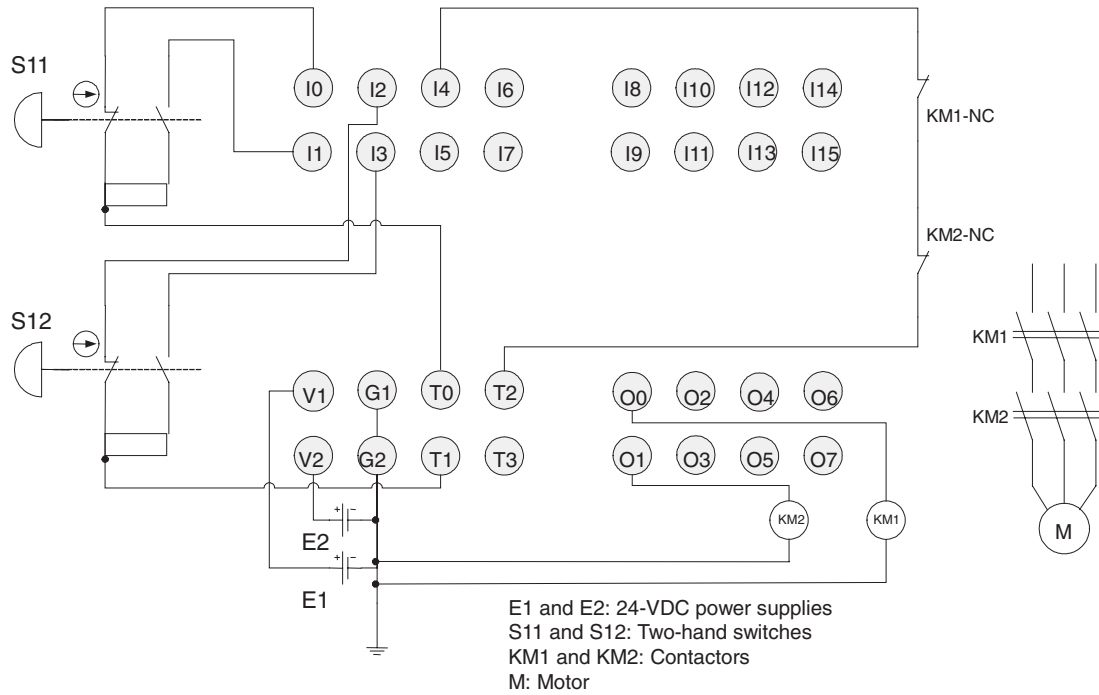 S11
I0 I2 I4 I6 I8 I10 I12 I14
KM1-NC
I1 I3 I5 I7 I9 I11 I13 I15
KM2-NC
S12
KM1
V1 G1 T0 T2 O0 O2 O4 O6
KM2
V2 G2 T1 T3 O1 O3 O5 O7
+ −
E2
KM2 KM1
M
+ −
E1
E1 and E2: 24-VDC power supplies
S11 and S12: Two-hand switches
KM1 and KM2: Contactors
M: Motor